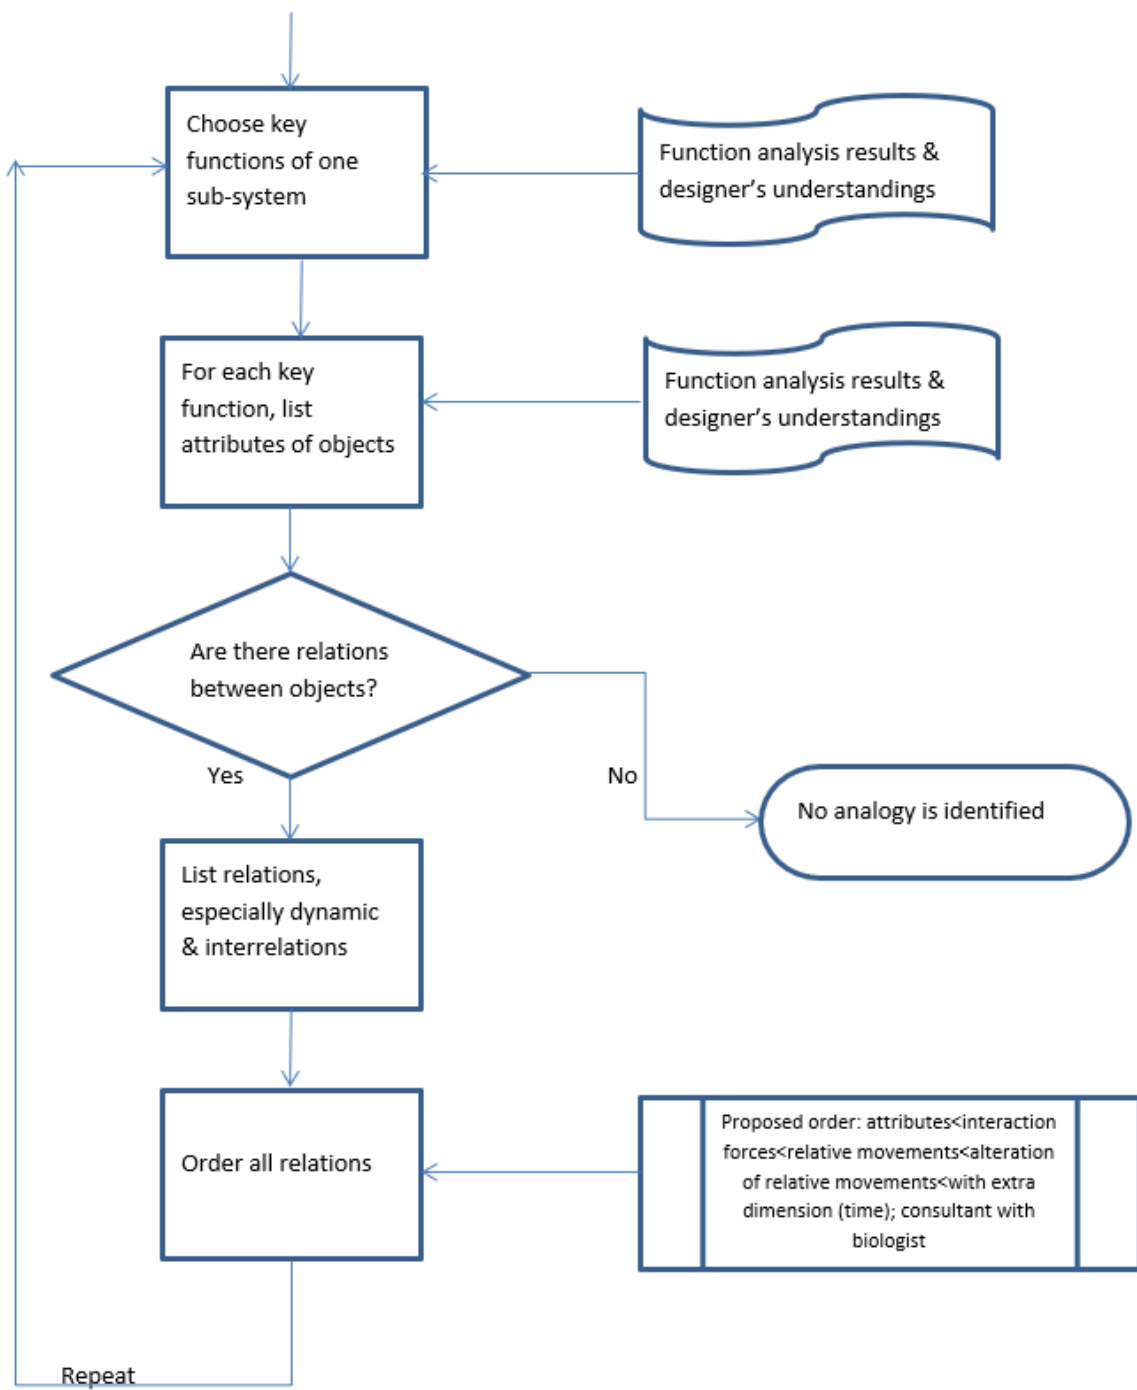 Choose key
functions of one
sub-system
Function analysis results &
designer's understandings
For each key
function, list
attributes of objects
Function analysis results &
designer's understandings
Are there relations
between objects?
Yes
No
No analogy is identified
List relations,
especially dynamic
& interrelations
Order all relations
Proposed order: attributes<interaction
forces<relative movements<alteration
of relative movements<with extra
dimension (time); consultant with
biologist
Repeat